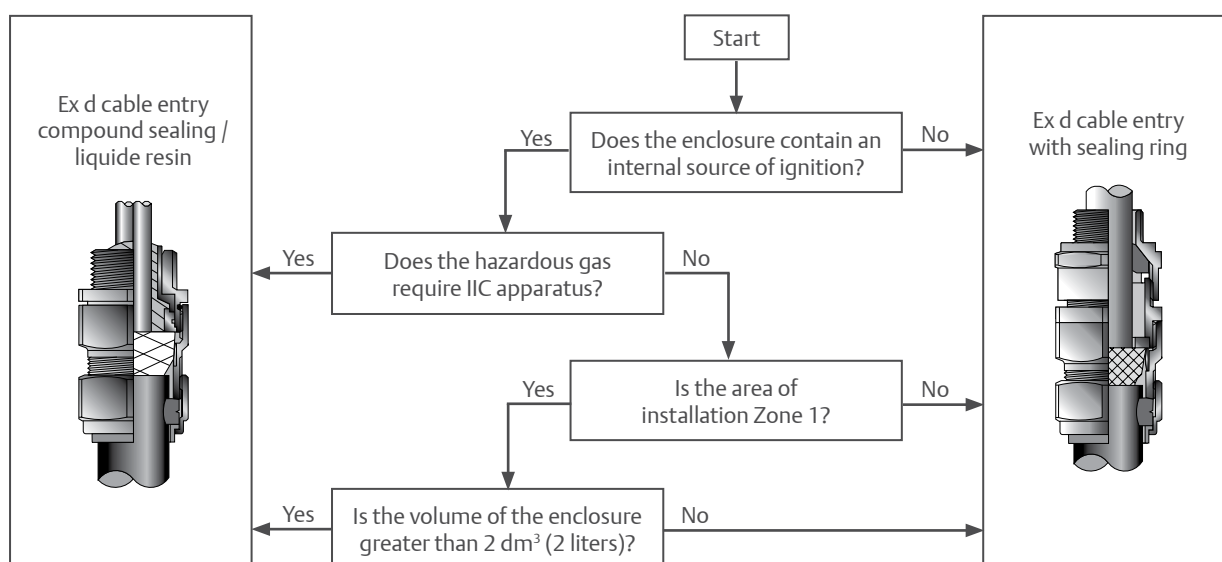 Start
Ex d cable entry
compound sealing /
liquide resin
Ex d cable entry
with sealing ring
Yes
Does the enclosure contain an
internal source of ignition?
No
Yes
Does the hazardous gas
require IIC apparatus?
No
Yes
Is the area of
installation Zone 1?
No
Yes
Is the volume of the enclosure
greater than 2 dm³ (2 liters)?
No